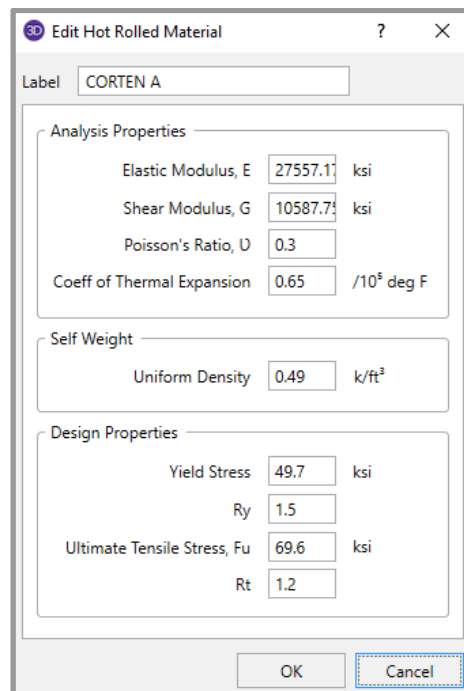 3D Edit Hot Rolled Material ? X
Label CORTEN A
Analysis Properties
Elastic Modulus, E 27557.17 ksi
Shear Modulus, G 10587.75 ksi
Poisson's Ratio, Ʋ 0.3
Coeff of Thermal Expansion 0.65 /10⁵ deg F
Self Weight
Uniform Density 0.49 k/ft³
Design Properties
Yield Stress 49.7 ksi
Ry 1.5
Ultimate Tensile Stress, Fu 69.6 ksi
Rt 1.2
OK Cancel